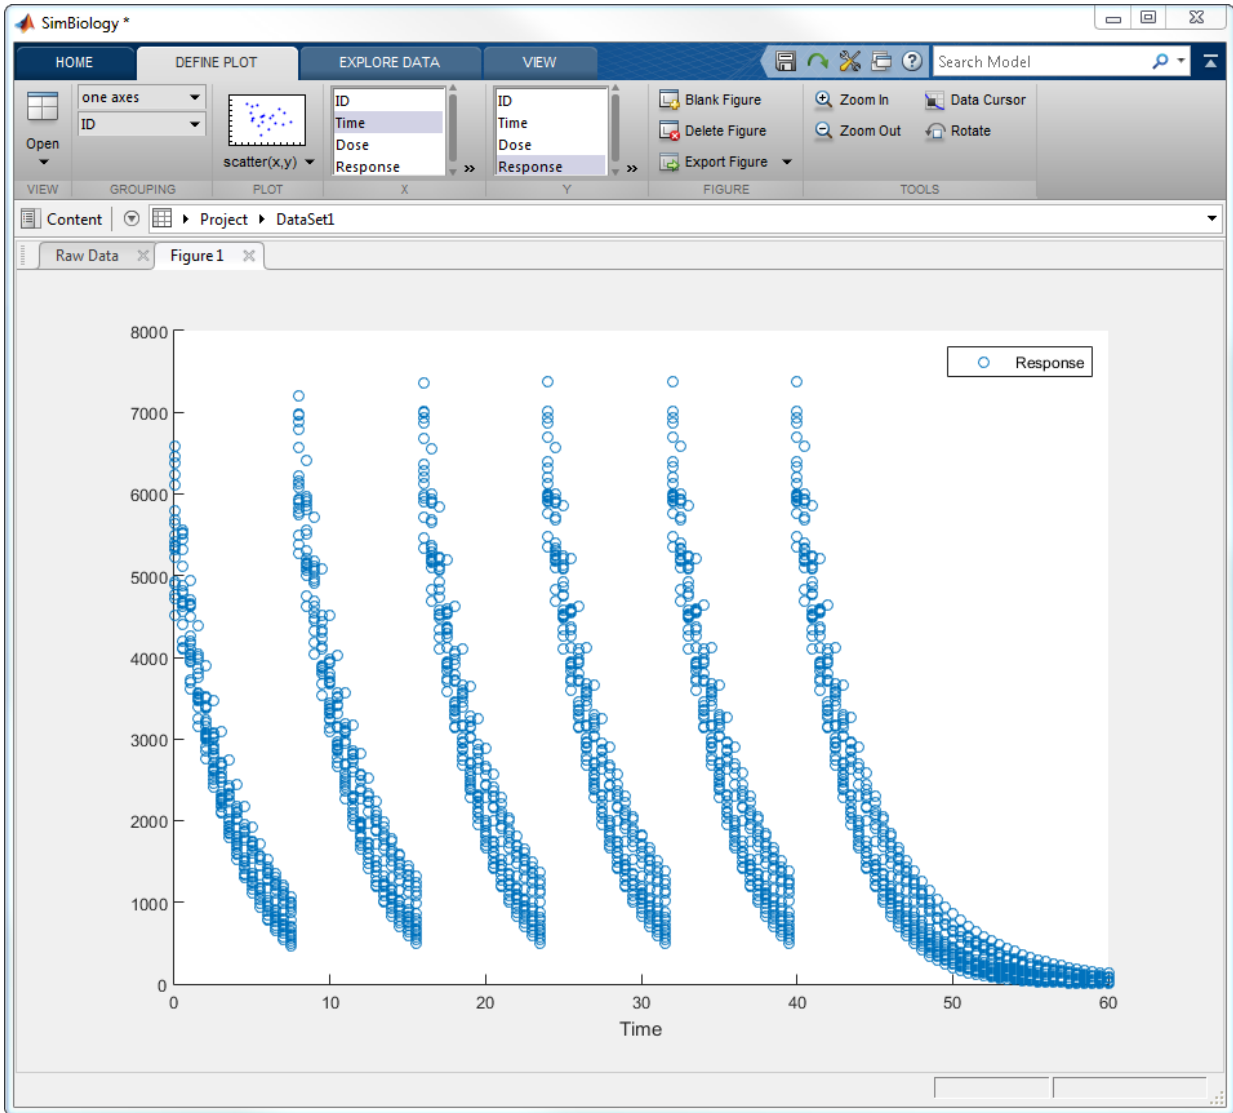 SimBiology *
HOME DEFINE PLOT EXPLORE DATA VIEW Search Model
Open
one axes
ID
scatter(x,y)
ID
Time
Dose
Response
»
ID
Time
Dose
Response
»
Blank Figure
Delete Figure
Export Figure
Zoom In
Zoom Out
Data Cursor
Rotate
VIEW GROUPING PLOT X Y FIGURE TOOLS
Content Project DataSet1
Raw Data Figure 1
8000
7000
6000
5000
4000
3000
2000
1000
0
Response
0 10 20 30 40 50 60
Time